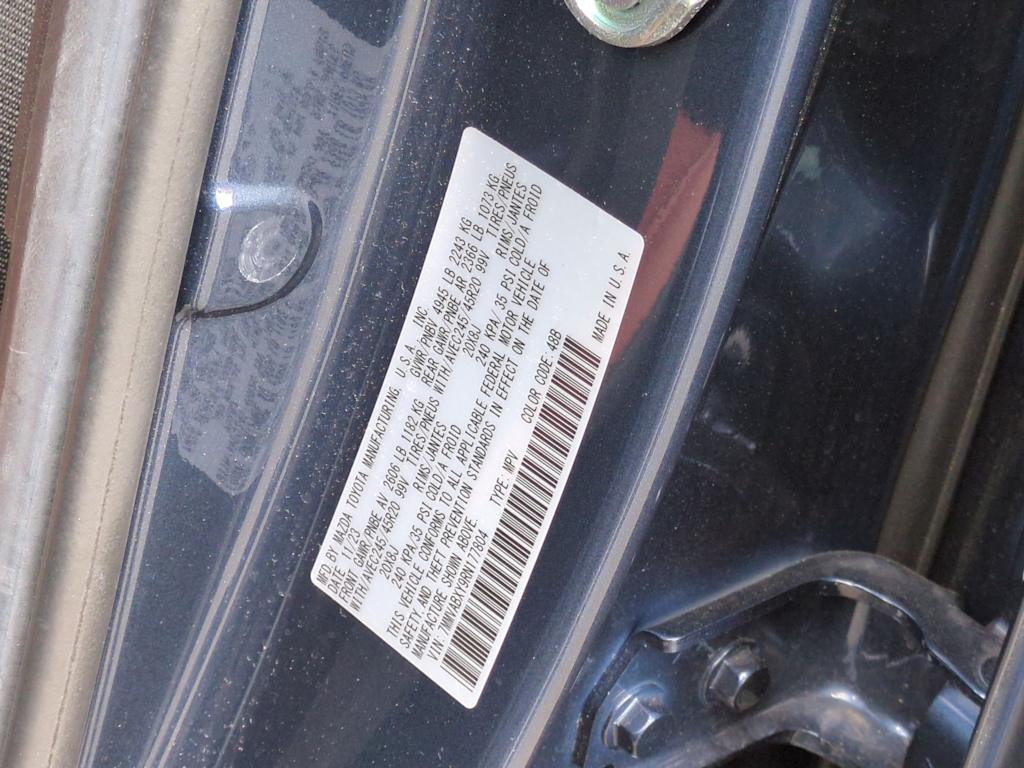 MFD. BY MAZDA TOYOTA MANUFACTURING, U.S.A. INC.
DATE: 11/23 GVWR/PNBV 4945 LB 2243 KG
FRONT GAWR/PNBE AV 2606 LB 1182 KG REAR GAWR/PNBE AR 2366 LB 1073 KG
WITH/AVEC245/45R20 99V TIRES/PNEUS WITH/AVEC245/45R20 99V TIRES/PNEUS
20X8J RIMS/JANTES 20X8J RIMS/JANTES
240 KPA/35 PSI COLD/A FROID 240 KPA/35 PSI COLD/A FROID
THIS VEHICLE CONFORMS TO ALL APPLICABLE FEDERAL MOTOR VEHICLE
SAFETY AND THEFT PREVENTION STANDARDS IN EFFECT ON THE DATE OF
MANUFACTURE SHOWN ABOVE.
VIN: 7MMVABXY9RN177804 TYPE: MPV COLOR CODE: 48B
MADE IN U.S.A.